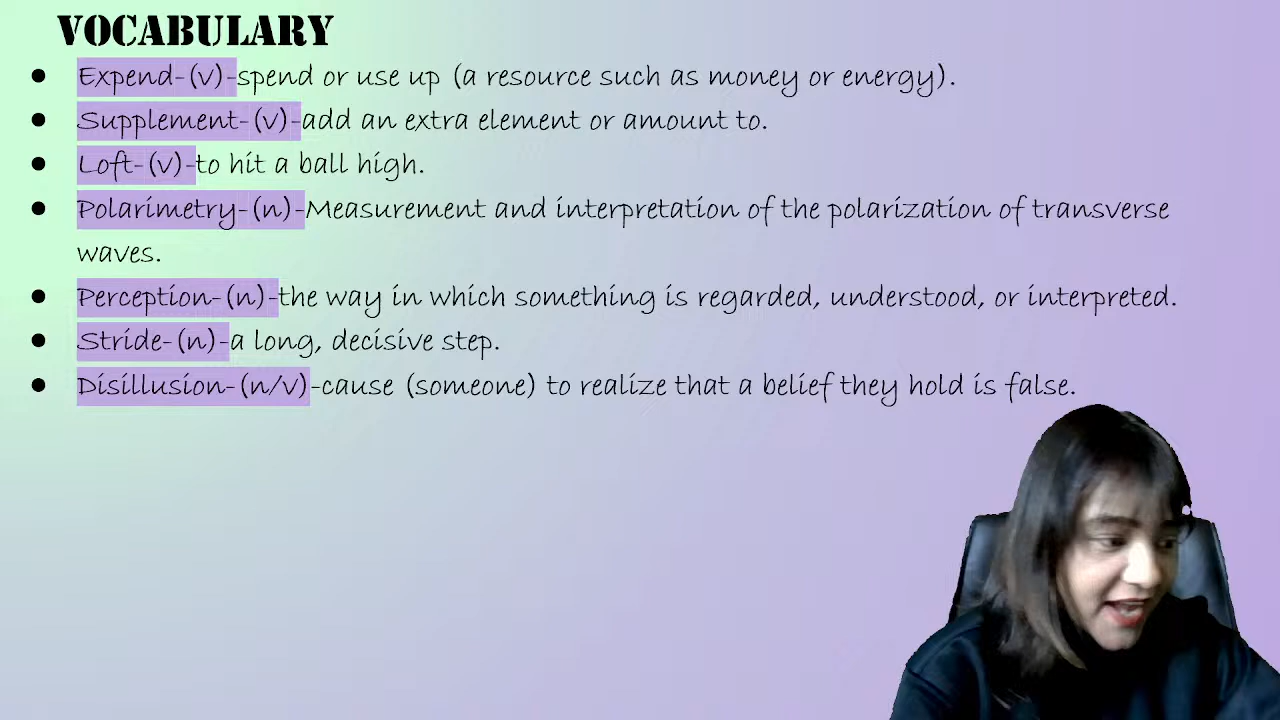 VOCABULARY
● Expend-(v)-spend or use up (a resource such as money or energy).
● Supplement-(v)-add an extra element or amount to.
● Loft-(v)-to hit a ball high.
● Polarimetry-(n)-Measurement and interpretation of the polarization of transverse
waves.
● Perception-(n)-the way in which something is regarded, understood, or interpreted.
● Stride-(n)-a long, decisive step.
● Disillusion-(n/v)-cause (someone) to realize that a belief they hold is false.